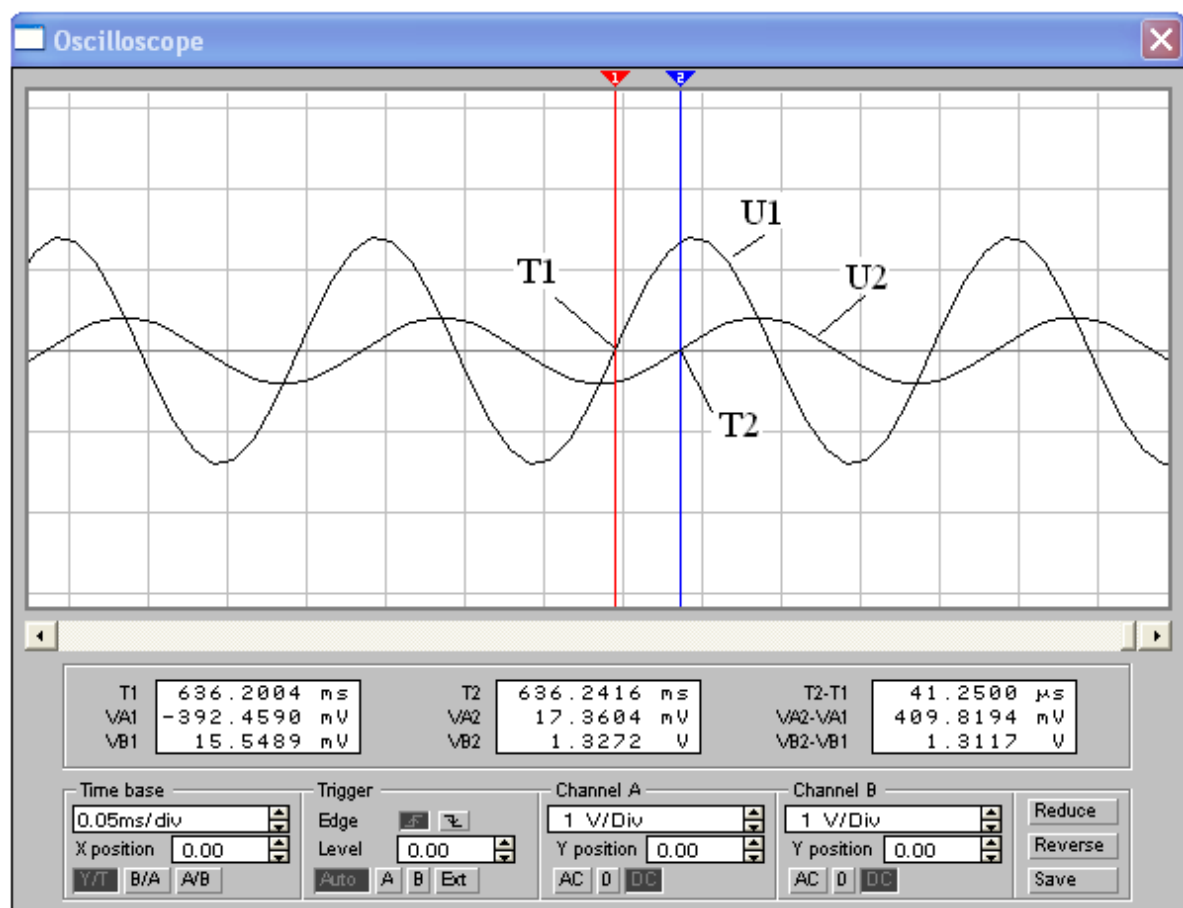 Oscilloscope
1 2
U1
T1 U2
T2
T1 636.2004 ms T2 636.2416 ms T2-T1 41.2500 µs
VA1 -392.4590 mV VA2 17.3604 mV VA2-VA1 409.8194 mV
VB1 15.5489 mV VB2 1.3272 V VB2-VB1 1.3117 V
Time base Trigger Channel A Channel B
0.05ms/div Edge 1 V/Div 1 V/Div Reduce
X position 0.00 Level 0.00 Y position 0.00 Y position 0.00 Reverse
Y/T B/A A/B Auto A B Ext AC 0 DC AC 0 DC Save